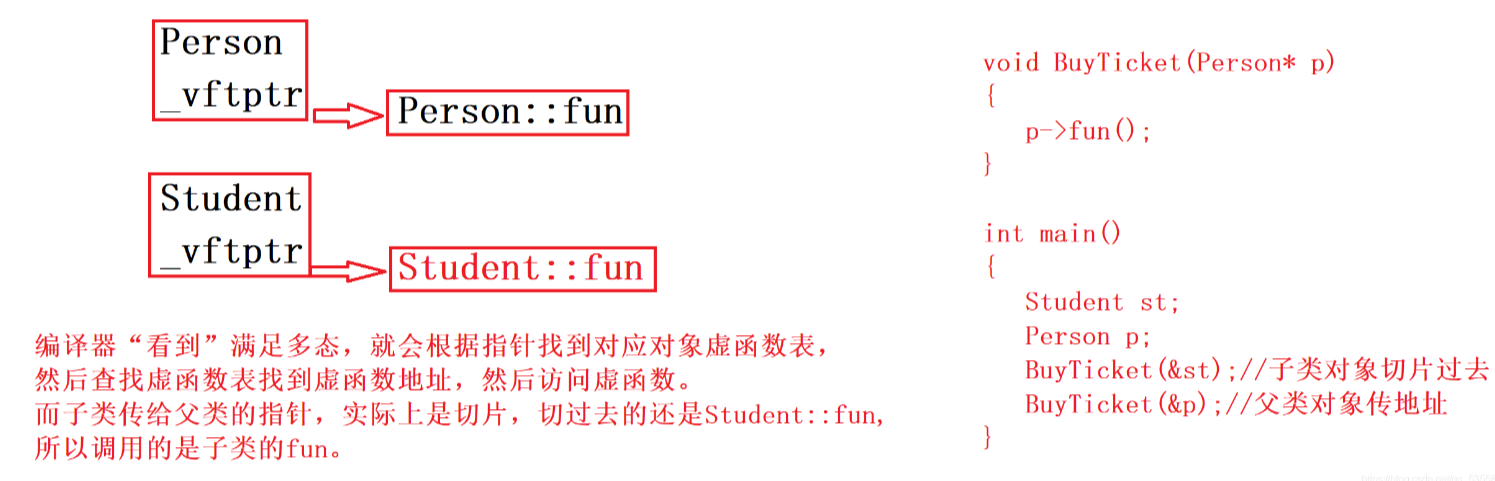 Person
_vftptr
Person::fun
Student
_vftptr
Student::fun
编译器“看到”满足多态，就会根据指针找到对应对象虚函数表，
然后查找虚函数表找到虚函数地址，然后访问虚函数。
而子类传给父类的指针，实际上是切片，切过去的还是Student::fun,
所以调用的是子类的fun。
void BuyTicket(Person* p)
{
p->fun();
}
int main()
{
Student st;
Person p;
BuyTicket(&st);//子类对象切片过去
BuyTicket(&p);//父类对象传地址
}